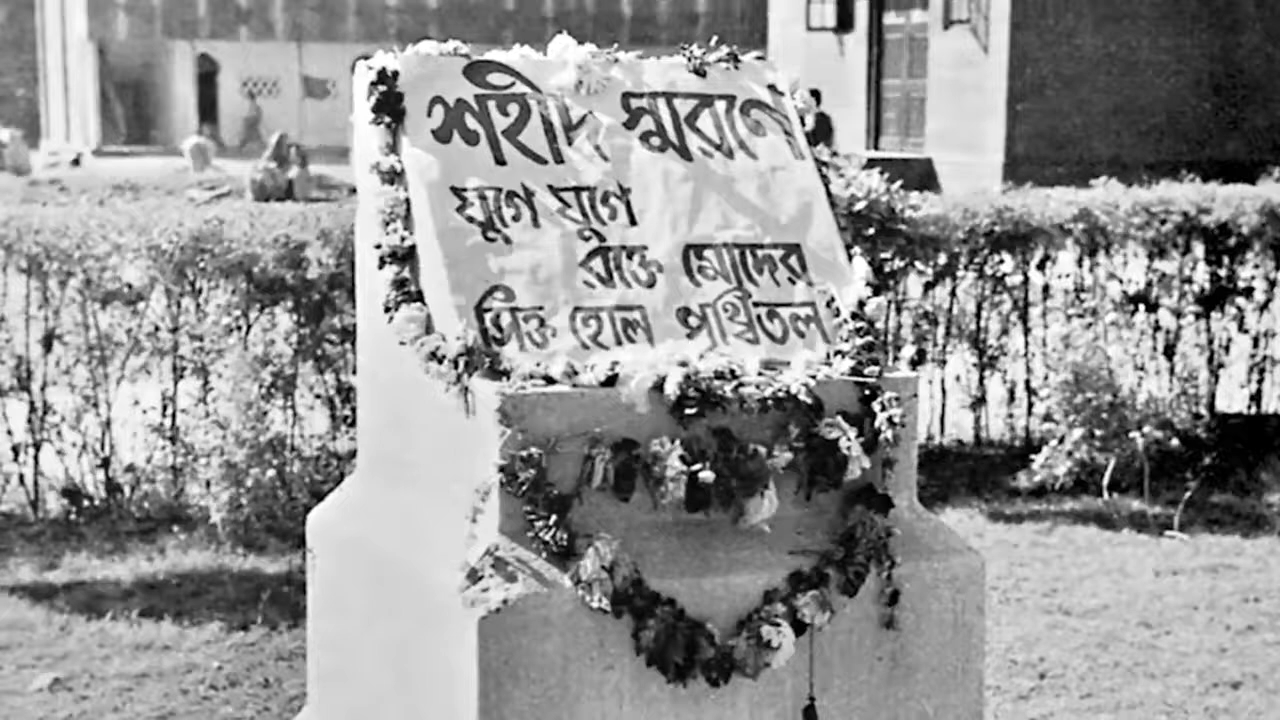 শহীদ স্মরণে
যুগে যুগে
রক্ত মোদের
সিক্ত হোল পৃথ্বিতল